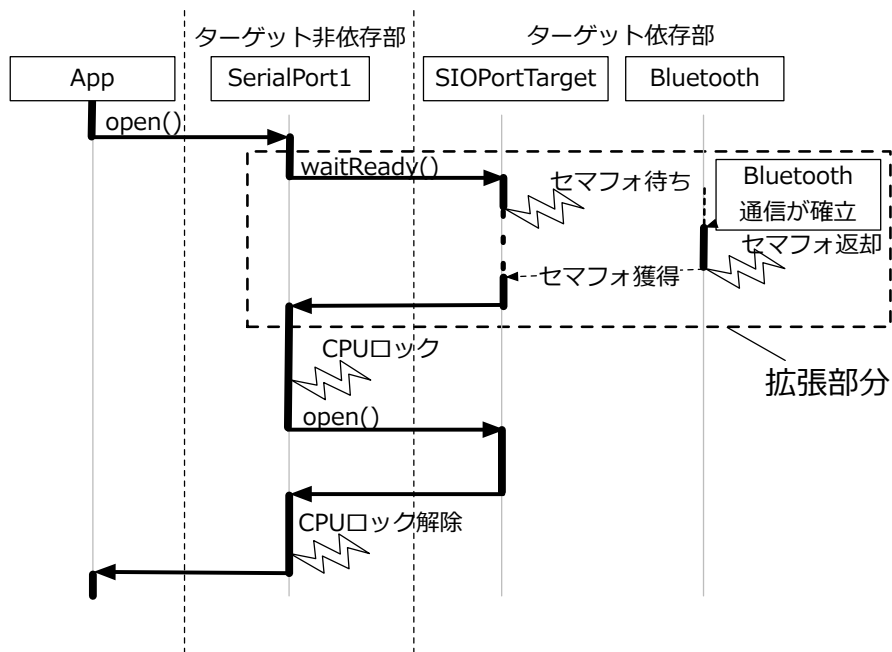 ターゲット非依存部
ターゲット依存部
App
SerialPort1
SIOPortTarget
Bluetooth
open()
waitReady()
セマフォ待ち
Bluetooth
通信が確立
セマフォ返却
セマフォ獲得
CPUロック
拡張部分
open()
CPUロック解除